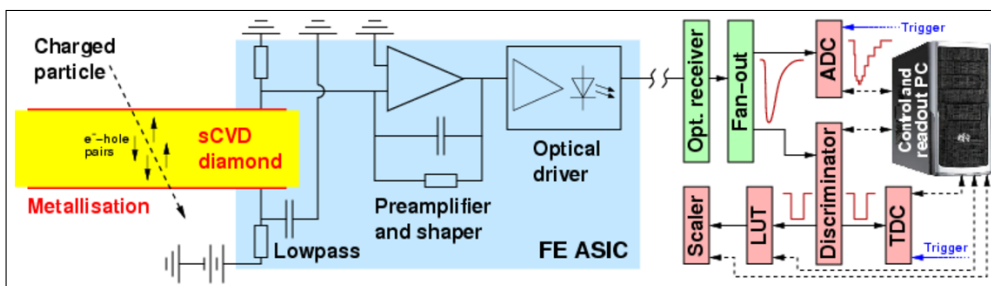 Charged
particle
e⁻-hole
pairs
sCVD
diamond
Metallisation
Lowpass
Preamplifier
and shaper
Optical
driver
FE ASIC
Opt. receiver
Fan-out
ADC
Trigger
Control and
readout PC
Discriminator
Scaler
LUT
TDC
Trigger